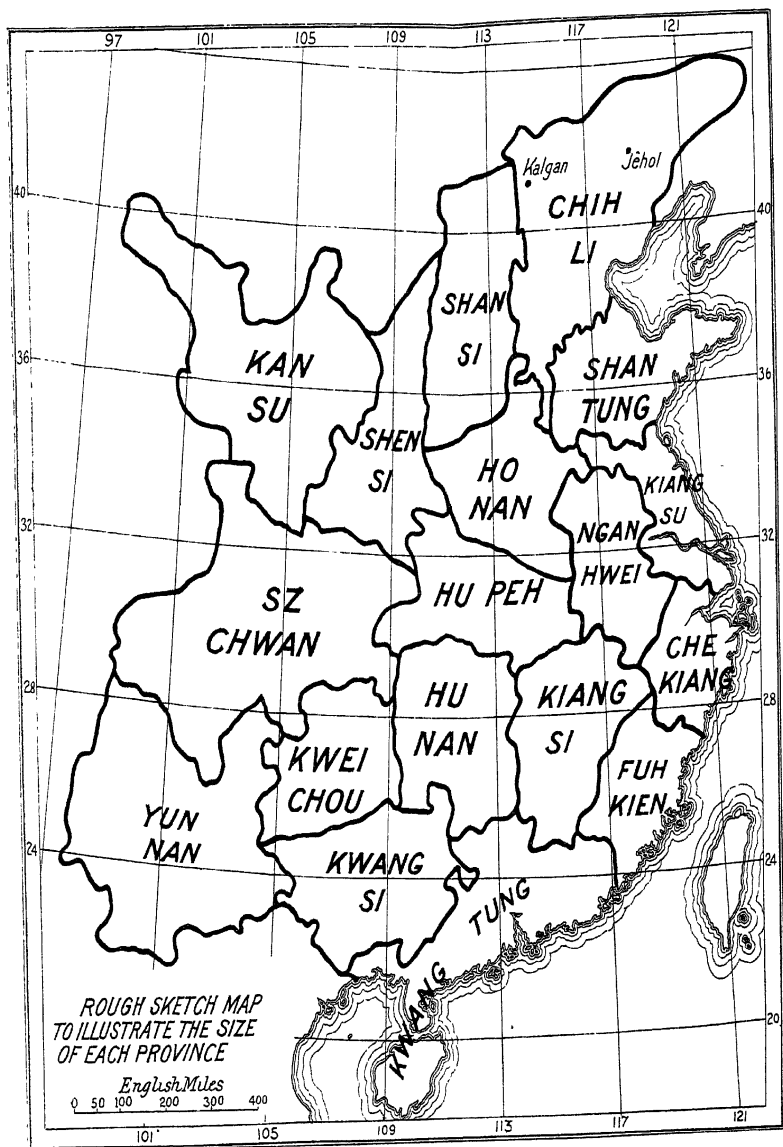 97 101 105 109 113 117 121
Kalgan
Jêhol
40
CHIH
LI
40
SHAN
SI
KAN
SU
36
SHAN
TUNG
36
SHEN
SI
HO
NAN
KIANG
SU
NGAN
HWEI
32
32
SZ
CHWAN
HU PEH
CHE
KIANG
28
HU
NAN
KIANG
SI
28
KWEI
CHOU
FUH
KIEN
YUN
NAN
24
KWANG
SI
24
KWANG TUNG
ROUGH SKETCH MAP
TO ILLUSTRATE THE SIZE
OF EACH PROVINCE
English Miles
0 50 100 200 300 400
20
101 105 109 113 117 121